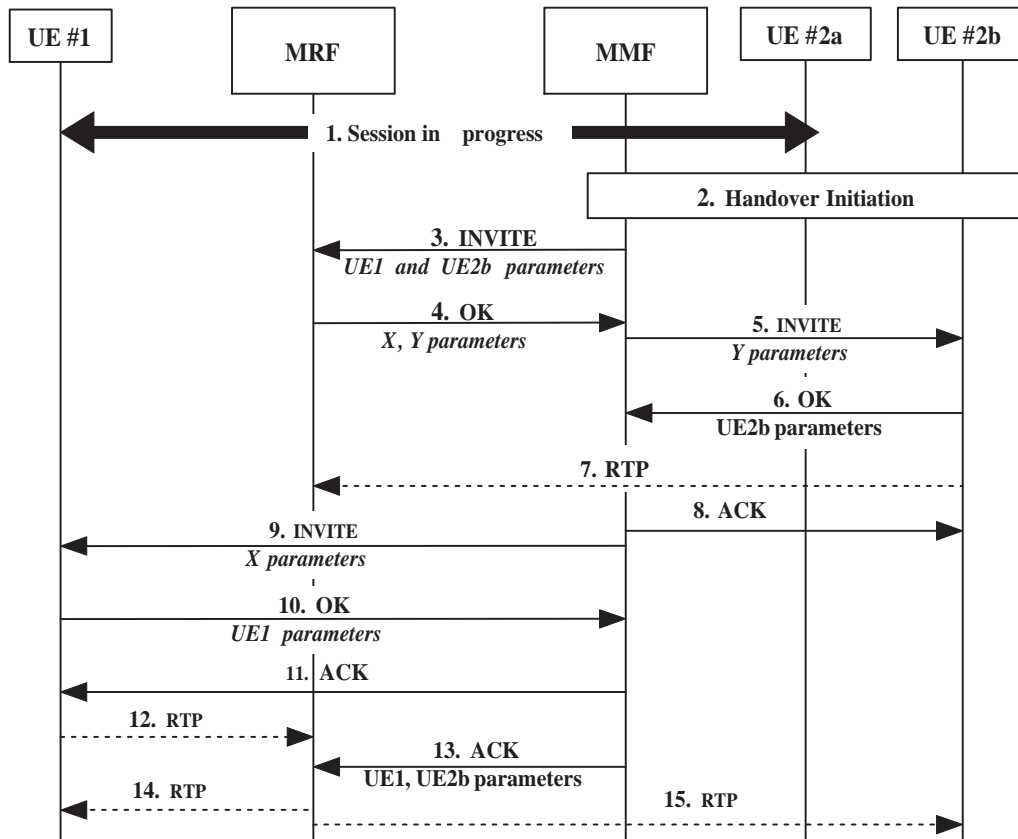 UE #1
MRF
MMF
UE #2a
UE #2b
1. Session in progress
2. Handover Initiation
3. INVITE
UE1 and UE2b parameters
4. OK
X, Y parameters
5. INVITE
Y parameters
6. OK
UE2b parameters
7. RTP
8. ACK
9. INVITE
X parameters
10. OK
UE1 parameters
11. ACK
12. RTP
13. ACK
UE1, UE2b parameters
14. RTP
15. RTP